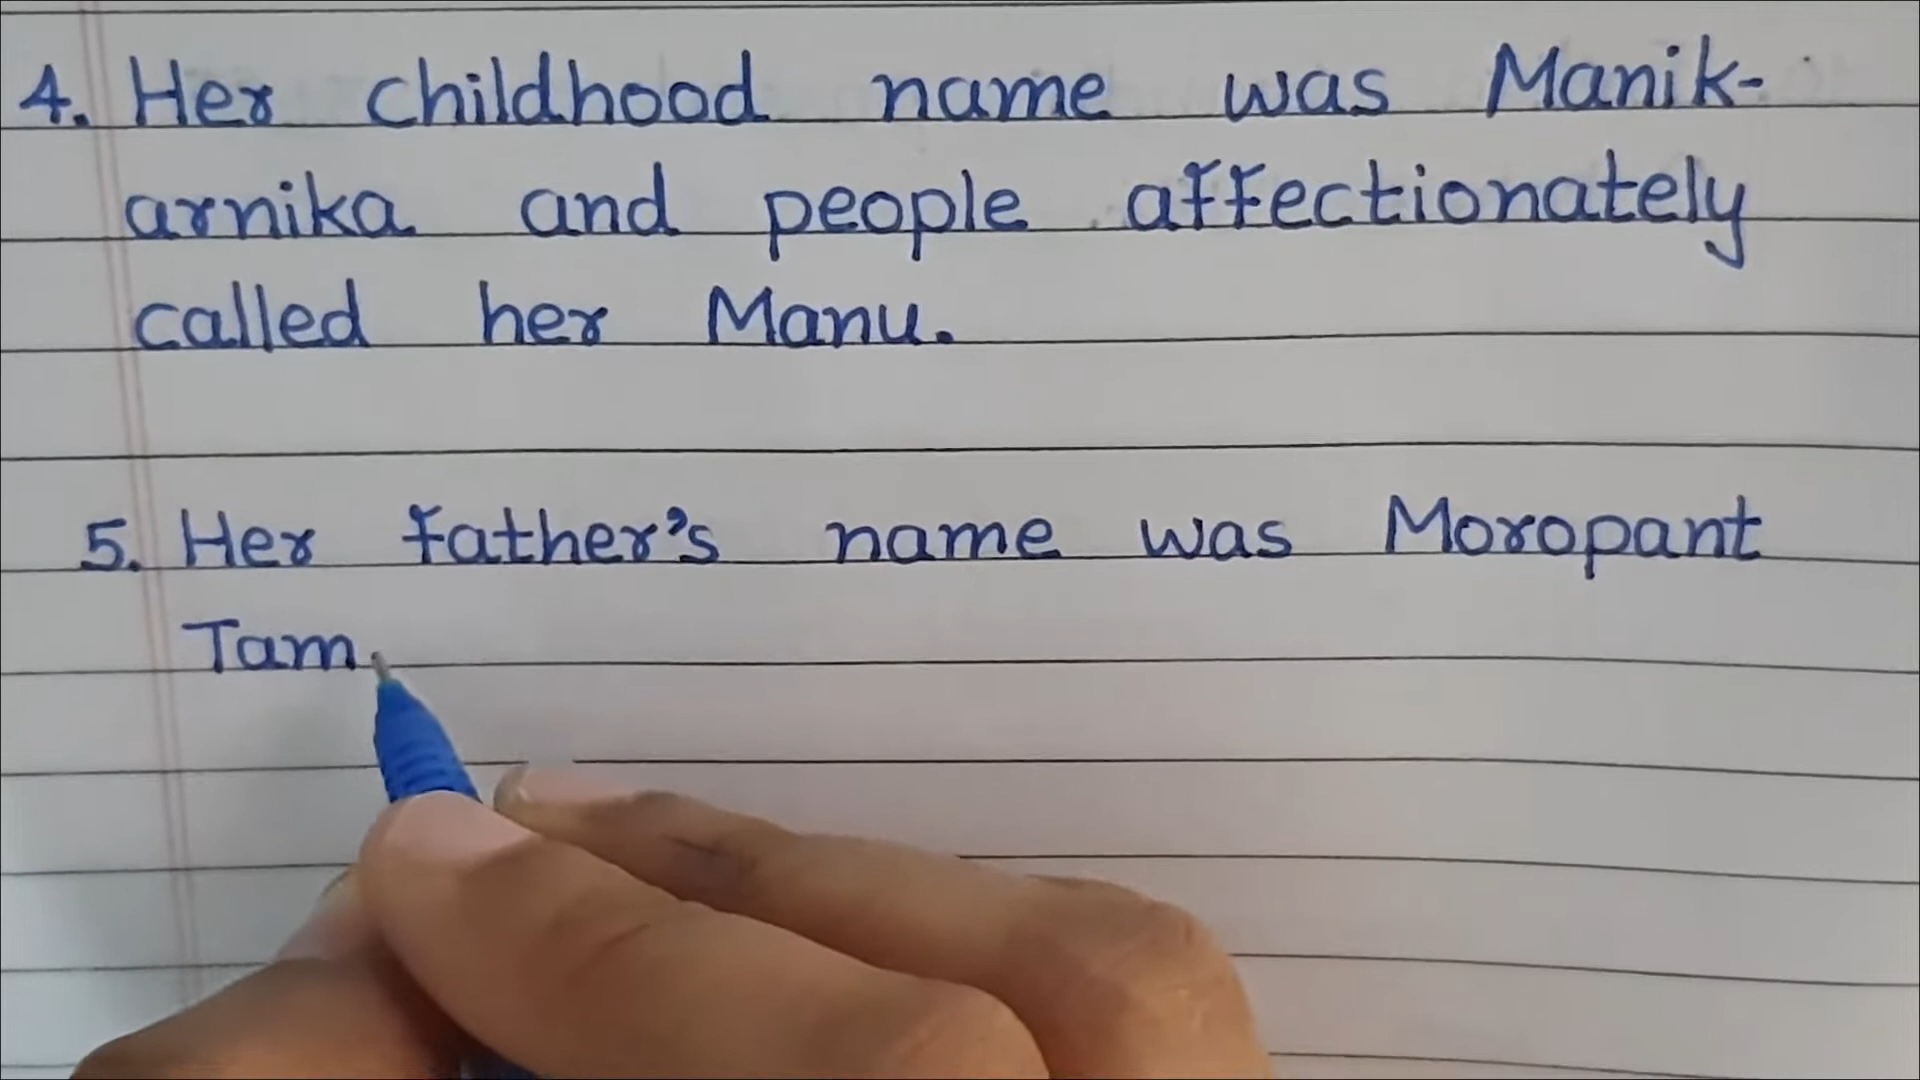 4. Her childhood name was Manik-
arnika and people affectionately
called her Manu.
5. Her father's name was Moropant
Tam